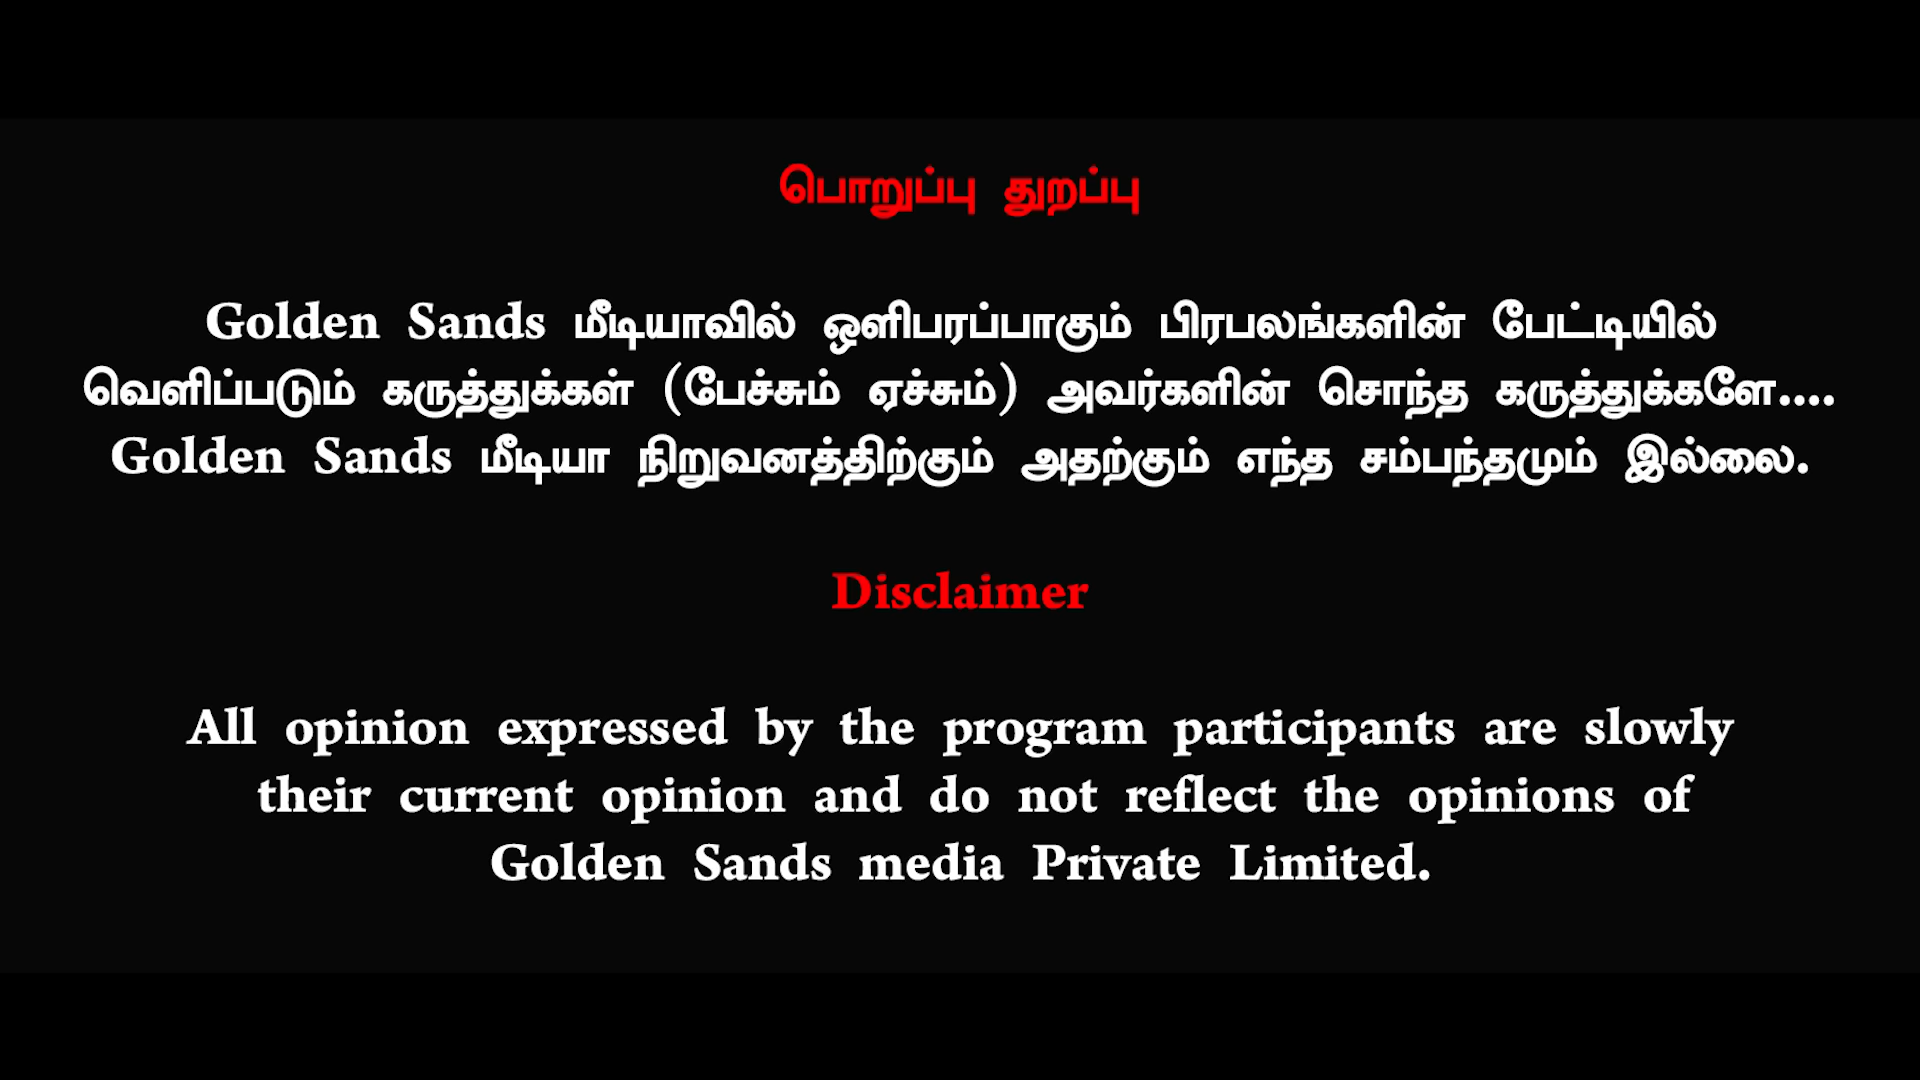 பொறுப்பு துறப்பு
Golden Sands மீடியாவில் ஒளிபரப்பாகும் பிரபலங்களின் பேட்டியில்
வெளிப்படும் கருத்துக்கள் (பேச்சும் ஏச்சும்) அவர்களின் சொந்த கருத்துக்களே....
Golden Sands மீடியா நிறுவனத்திற்கும் அதற்கும் எந்த சம்பந்தமும் இல்லை.
Disclaimer
All opinion expressed by the program participants are slowly
their current opinion and do not reflect the opinions of
Golden Sands media Private Limited.